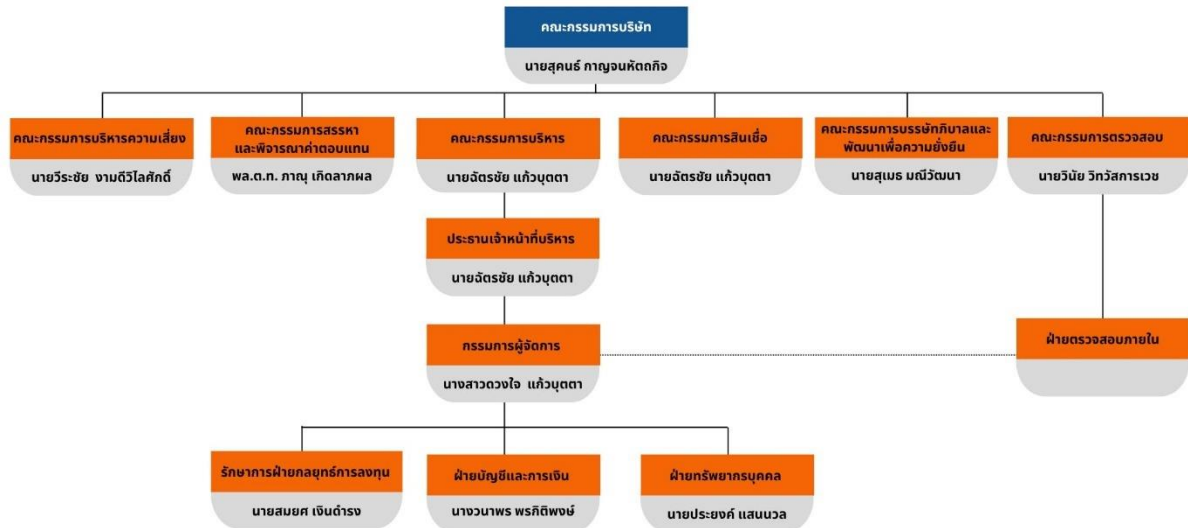 คณะกรรมการบริษัท
นายสุคนธ์ กาญจนหัตถกิจ
คณะกรรมการบริหารความเสี่ยง
นายวีระชัย งามดีวิไลศักดิ์
คณะกรรมการสรรหา
และพิจารณาค่าตอบแทน
พล.ต.ท. ภาณุ เกิดลาภผล
คณะกรรมการบริหาร
นายฉัตรชัย แก้วบุตตา
คณะกรรมการสินเชื่อ
นายฉัตรชัย แก้วบุตตา
คณะกรรมการบรรษัทภิบาลและ
พัฒนาเพื่อความยั่งยืน
นายสุเมธ มณีวัฒนา
คณะกรรมการตรวจสอบ
นายวินัย วิทวัสการเวช
ประธานเจ้าหน้าที่บริหาร
นายฉัตรชัย แก้วบุตตา
กรรมการผู้จัดการ
นางสาวดวงใจ แก้วบุตตา
ฝ่ายตรวจสอบภายใน
รักษาการฝ่ายกลยุทธ์การลงทุน
นายสมยศ เงินดำรง
ฝ่ายบัญชีและการเงิน
นางวนาพร พรกิติพงษ์
ฝ่ายทรัพยากรบุคคล
นายประยงค์ แสนนวล